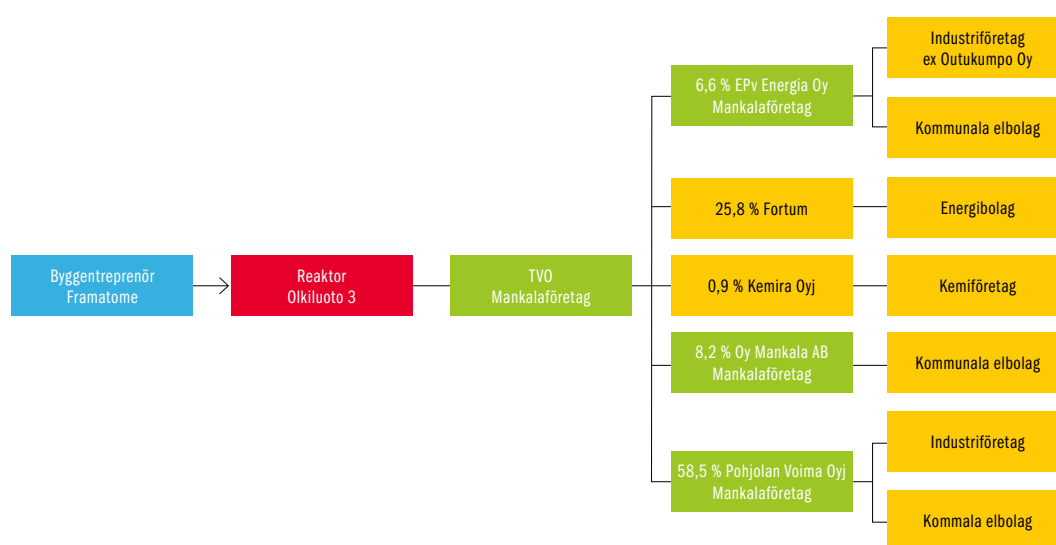 Byggentreprenör
Framatome
Reaktor
Olkiluoto 3
TVO
Mankalaföretag
6,6 % EPv Energia Oy
Mankalaföretag
Industriföretag
ex Outukumpo Oy
Kommunala elbolag
25,8 % Fortum
Energibolag
0,9 % Kemira Oyj
Kemiföretag
8,2 % Oy Mankala AB
Mankalaföretag
Kommunala elbolag
58,5 % Pohjolan Voima Oyj
Mankalaföretag
Industriföretag
Kommala elbolag